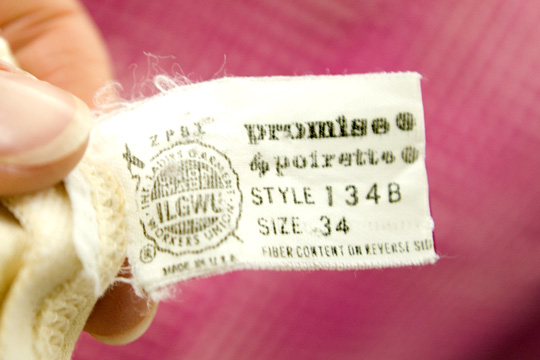 promise®
by poirette®
STYLE 134B
SIZE 34
FIBER CONTENT ON REVERSE SIDE
INT'L LADIES GARMENT
ILGWU
WORKERS UNION
®
MADE IN U.S.A.